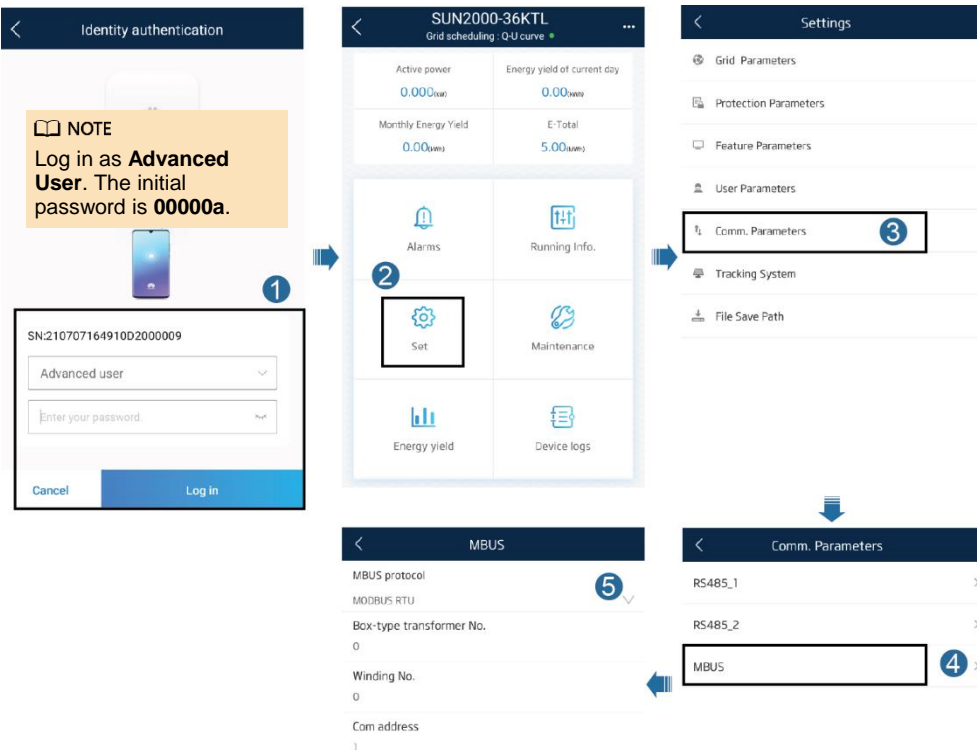 Identity authentication
NOTE
Log in as Advanced
User. The initial
password is 00000a.
1
SN:210707164910D2000009
Advanced user
Enter your password.
Cancel
Log in
SUN2000-36KTL
Grid scheduling : Q-U curve
Active power
0.000(kW)
Energy yield of current day
0.00(kWh)
Monthly Energy Yield
0.00(kWh)
E-Total
5.00(kWh)
Alarms
Running Info.
2
Set
Maintenance
Energy yield
Device logs
Settings
Grid Parameters
Protection Parameters
Feature Parameters
User Parameters
Comm. Parameters
3
Tracking System
File Save Path
Comm. Parameters
RS485_1
RS485_2
MBUS
4
MBUS
MBUS protocol
MODBUS RTU
5
Box-type transformer No.
0
Winding No.
0
Com address
1